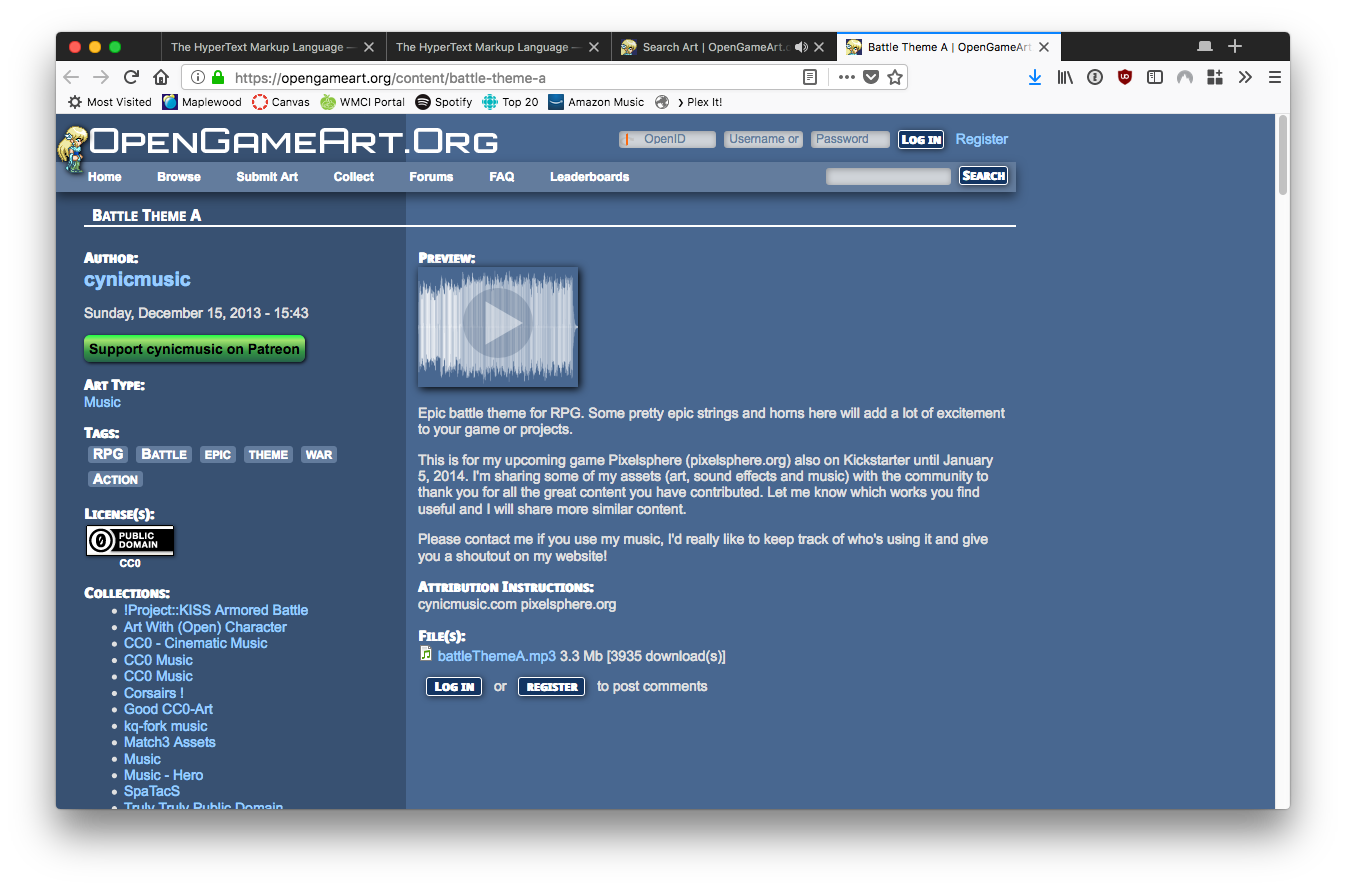 The HyperText Markup Language —
The HyperText Markup Language —
Search Art | OpenGameArt.o
Battle Theme A | OpenGameArt
https://opengameart.org/content/battle-theme-a
Most Visited Maplewood Canvas WMCI Portal Spotify Top 20 Amazon Music › Plex It!
OpenGameArt.Org
OpenID Username or Password Log in Register
Home Browse Submit Art Collect Forums FAQ Leaderboards Search
Battle Theme A
Author:
cynicmusic
Sunday, December 15, 2013 - 15:43
Support cynicmusic on Patreon
Art Type:
Music
Tags:
RPG Battle epic theme war
Action
License(s):
PUBLIC
DOMAIN
CC0
Collections:
• !Project::KISS Armored Battle
• Art With (Open) Character
• CC0 - Cinematic Music
• CC0 Music
• CC0 Music
• Corsairs !
• Good CC0-Art
• kq-fork music
• Match3 Assets
• Music
• Music - Hero
• SpaTacS
• Truly Truly Public Domain
Preview:
Epic battle theme for RPG. Some pretty epic strings and horns here will add a lot of excitement
to your game or projects.
This is for my upcoming game Pixelsphere (pixelsphere.org) also on Kickstarter until January
5, 2014. I'm sharing some of my assets (art, sound effects and music) with the community to
thank you for all the great content you have contributed. Let me know which works you find
useful and I will share more similar content.
Please contact me if you use my music, I'd really like to keep track of who's using it and give
you a shoutout on my website!
Attribution Instructions:
cynicmusic.com pixelsphere.org
File(s):
battleThemeA.mp3 3.3 Mb [3935 download(s)]
Log in or register to post comments